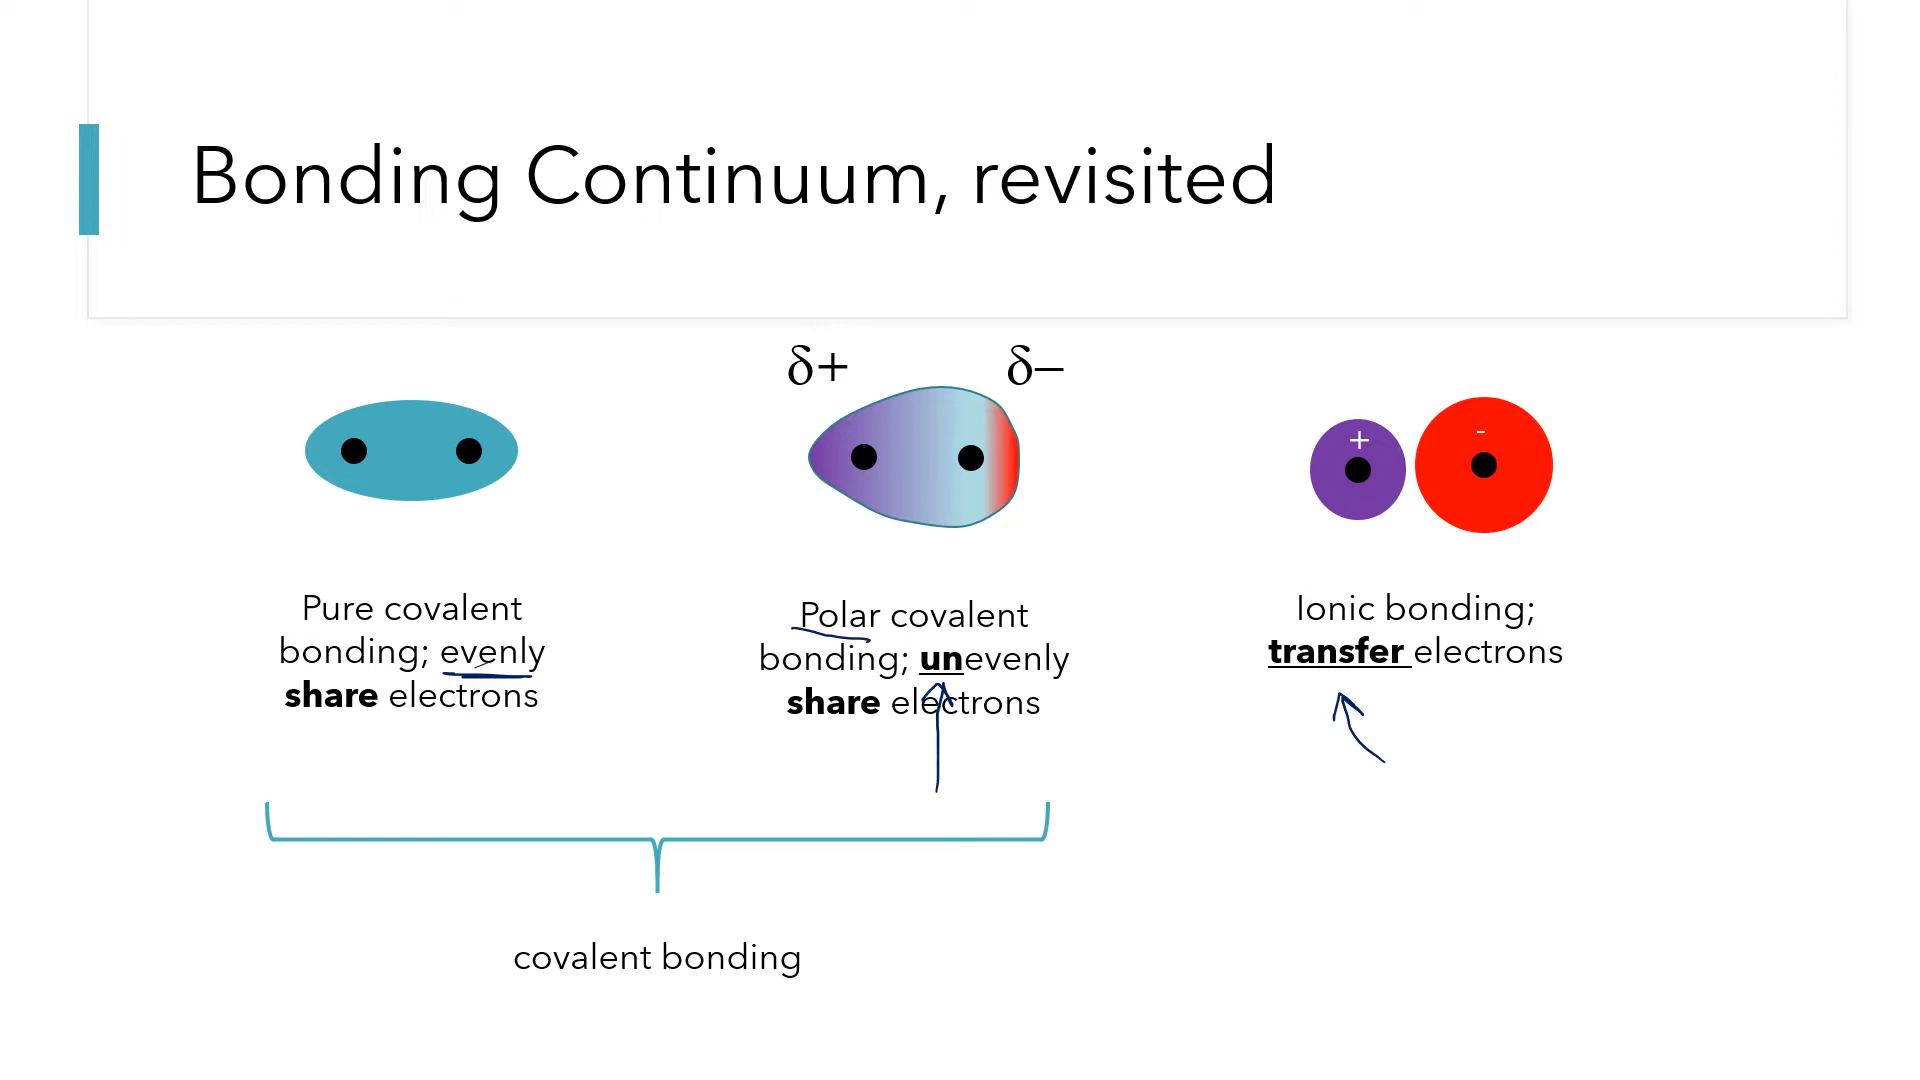 Bonding Continuum, revisited
δ+ δ–
+ -
Pure covalent
bonding; evenly
share electrons
Polar covalent
bonding; unevenly
share electrons
Ionic bonding;
transfer electrons
covalent bonding